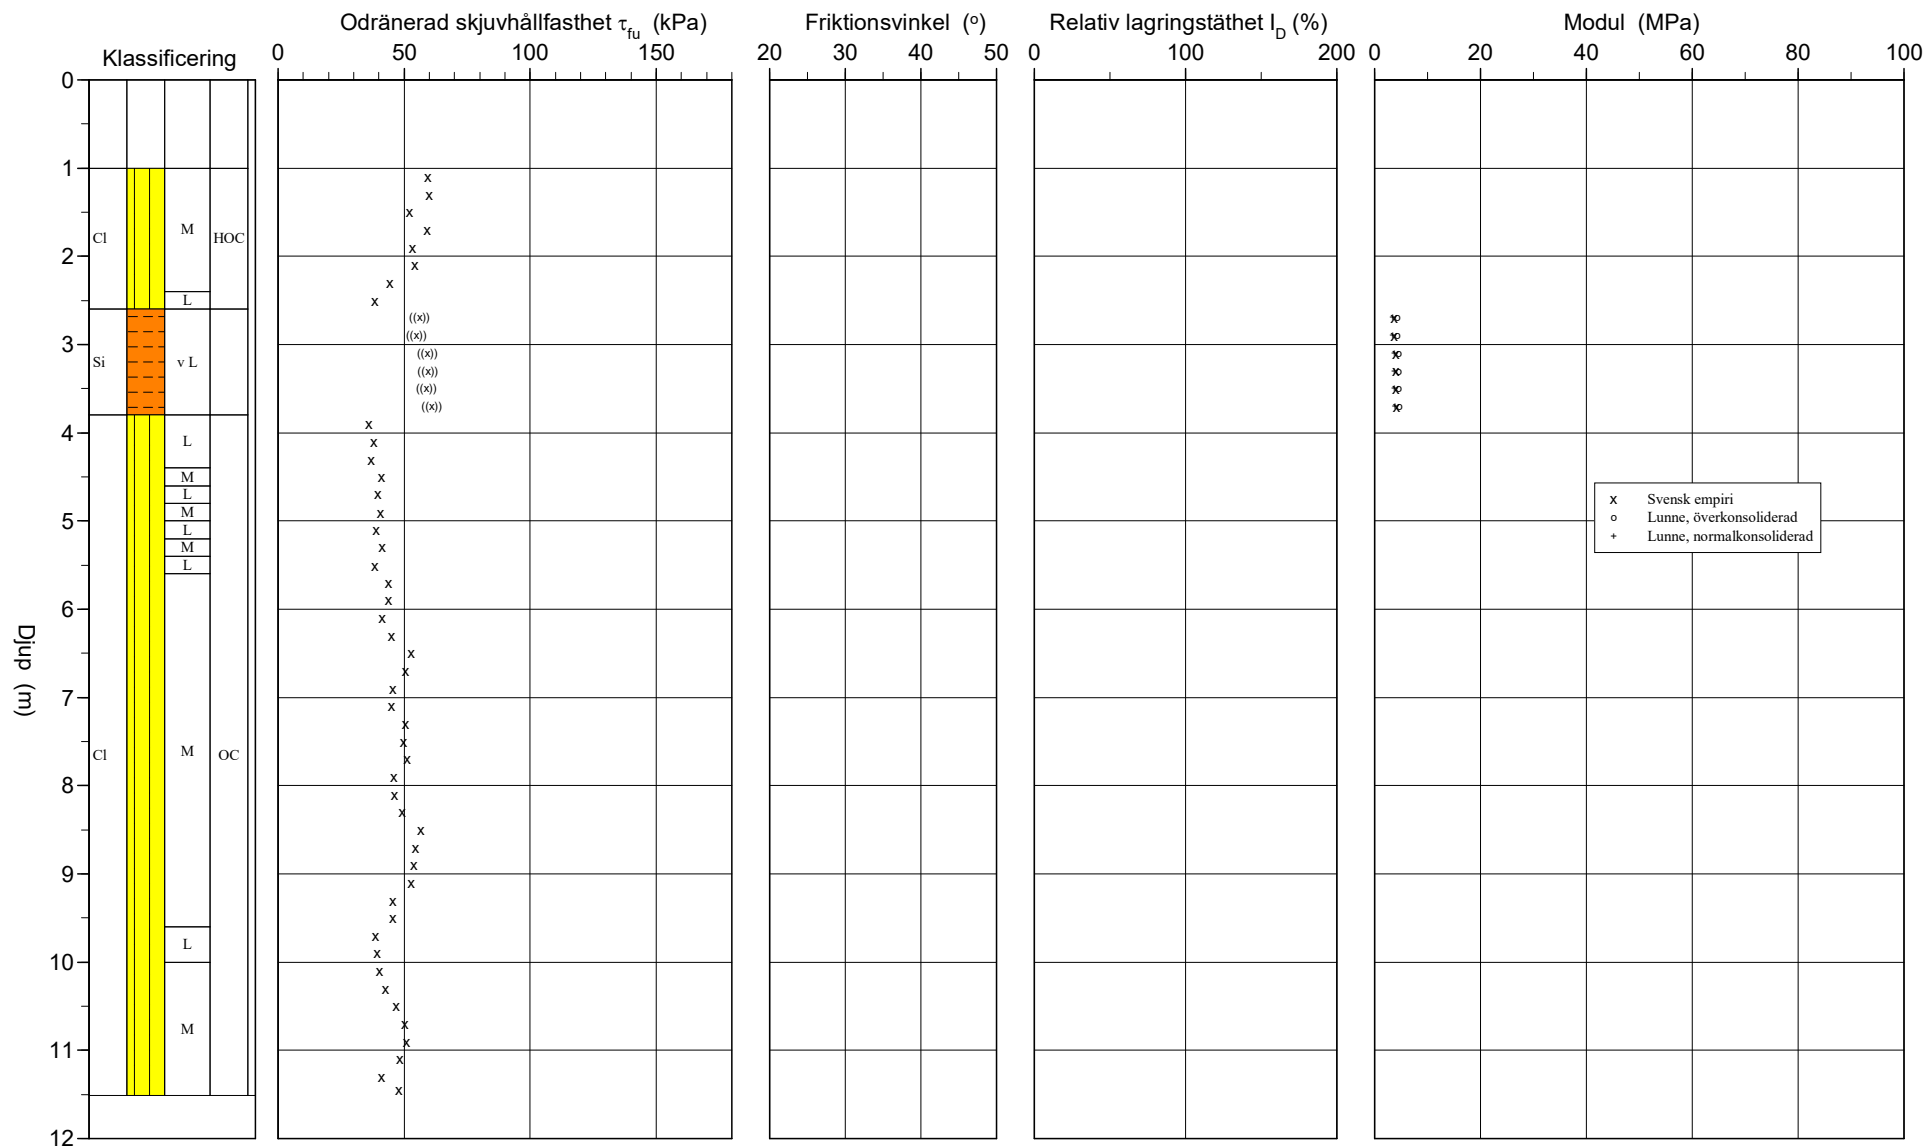 Klassificering
Odränerad skjuvhållfasthet τfu (kPa)
Friktionsvinkel (o)
Relativ lagringstäthet ID (%)
Modul (MPa)
0 50 100 150
20 30 40 50
0 100 200
0 20 40 60 80 100
Djup (m)
0
1
2
3
4
5
6
7
8
9
10
11
12
Cl
M
HOC
L
Si
v L
L
M
L
M
L
M
L
Cl
M
OC
L
M
x
x
x
x
x
x
x
x
((x))
((x))
((x))
((x))
((x))
((x))
x Svensk empiri
o Lunne, överkonsoliderad
+ Lunne, normalkonsoliderad